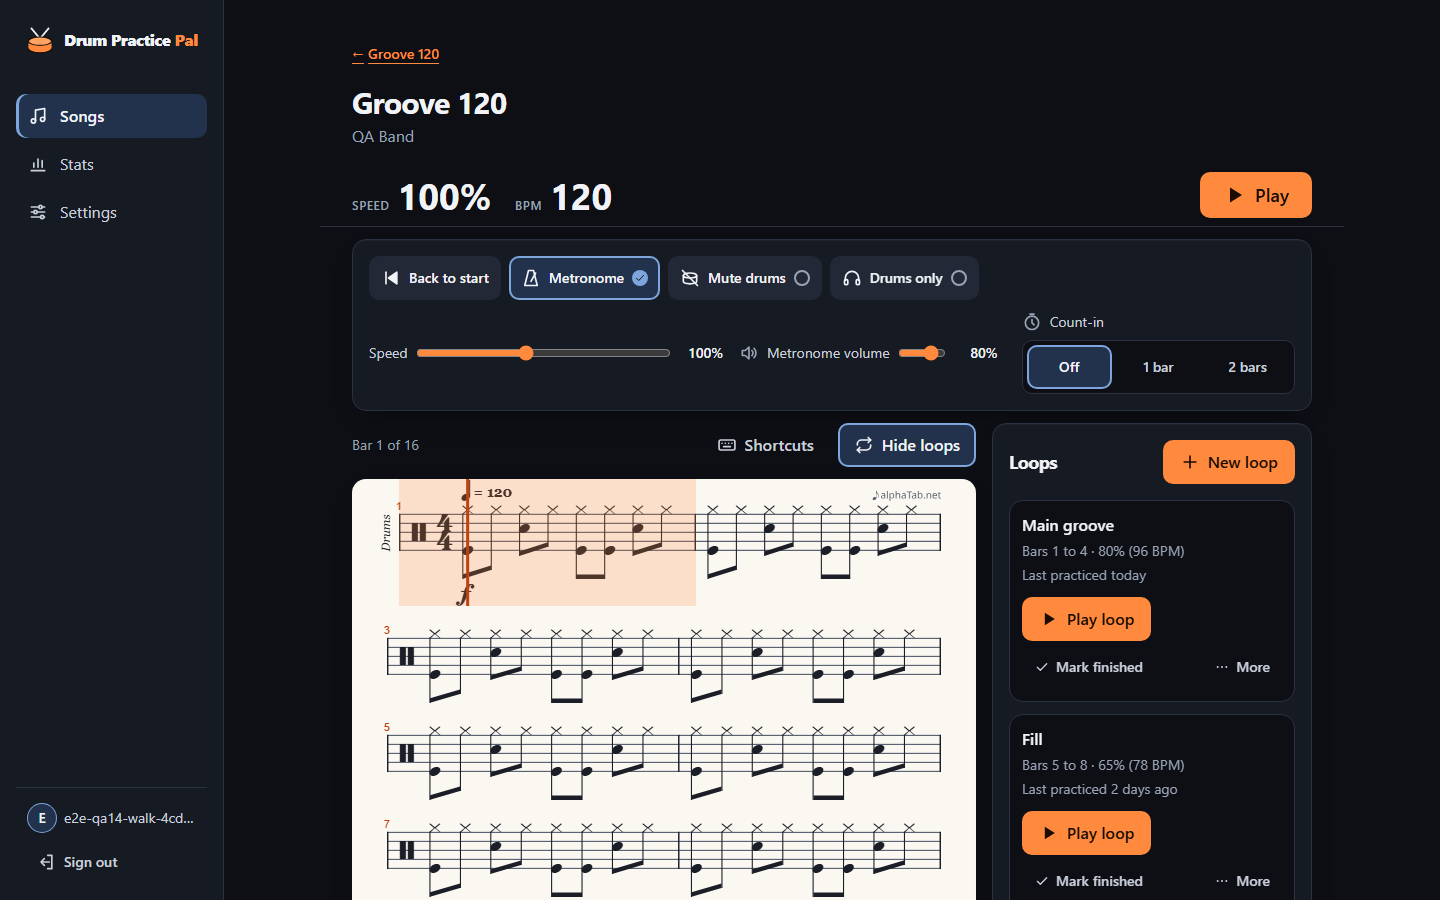 Drum Practice Pal
Songs
Stats
Settings
E
e2e-qa14-walk-4cd...
Sign out
← Groove 120
Groove 120
QA Band
SPEED 100% BPM 120
Play
Back to start
Metronome
Mute drums
Drums only
Speed
100%
Metronome volume
80%
Count-in
Off
1 bar
2 bars
Bar 1 of 16
Shortcuts
Hide loops
= 120
alphaTab.net
Drums
1
4
4
f
3
5
7
Loops
New loop
Main groove
Bars 1 to 4 · 80% (96 BPM)
Last practiced today
Play loop
Mark finished
··· More
Fill
Bars 5 to 8 · 65% (78 BPM)
Last practiced 2 days ago
Play loop
Mark finished
··· More